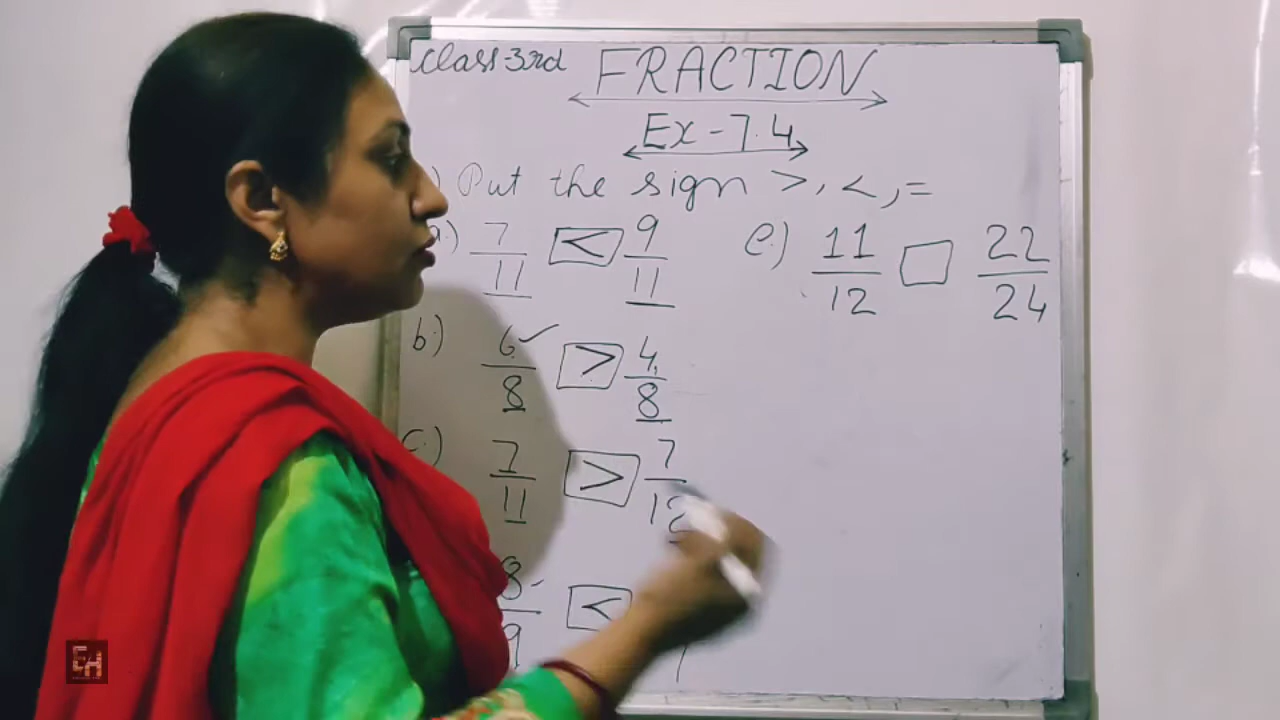 Class-3rd FRACTION
Ex-7.4
) Put the sign >, <, =
a.) 7/11 < 9/11
b) 6/8 > 4/8
c.) 7/11 > 7/12
8/9 <
e.) 11/12 □ 22/24